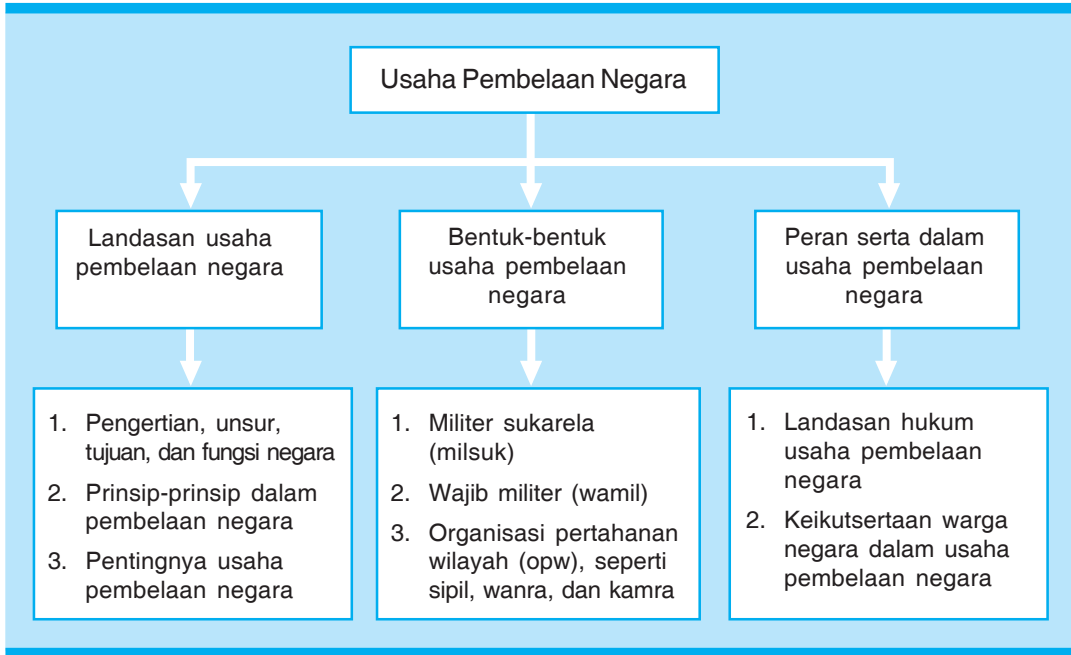 Usaha Pembelaan Negara
Landasan usaha
pembelaan negara
Bentuk-bentuk
usaha pembelaan
negara
Peran serta dalam
usaha pembelaan
negara
1. Pengertian, unsur,
tujuan, dan fungsi negara
2. Prinsip-prinsip dalam
pembelaan negara
3. Pentingnya usaha
pembelaan negara
1. Militer sukarela
(milsuk)
2. Wajib militer (wamil)
3. Organisasi pertahanan
wilayah (opw), seperti
sipil, wanra, dan kamra
1. Landasan hukum
usaha pembelaan
negara
2. Keikutsertaan warga
negara dalam usaha
pembelaan negara